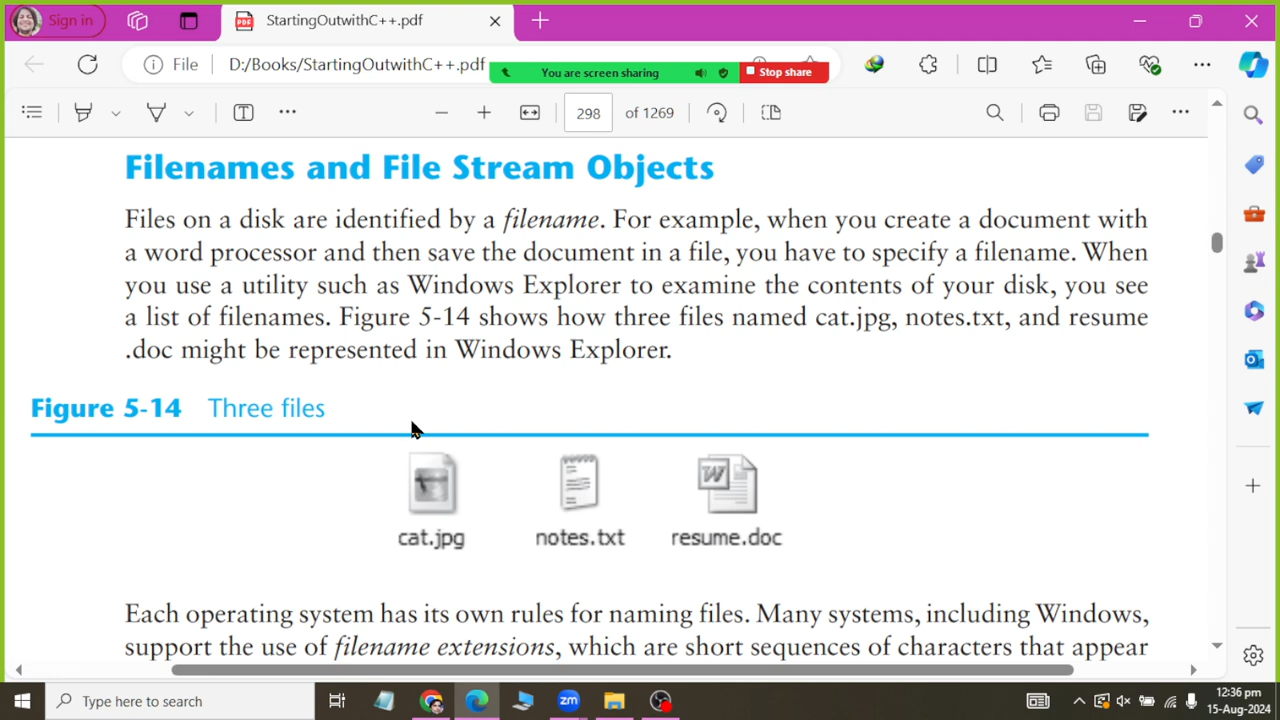 Sign in
PDF
StartingOutwithC++.pdf
File
D:/Books/StartingOutwithC++.pdf
You are screen sharing
Stop share
298
of 1269
Filenames and File Stream Objects
Files on a disk are identified by a filename. For example, when you create a document with
a word processor and then save the document in a file, you have to specify a filename. When
you use a utility such as Windows Explorer to examine the contents of your disk, you see
a list of filenames. Figure 5-14 shows how three files named cat.jpg, notes.txt, and resume
.doc might be represented in Windows Explorer.
Figure 5-14 Three files
W
cat.jpg notes.txt resume.doc
Each operating system has its own rules for naming files. Many systems, including Windows,
support the use of filename extensions, which are short sequences of characters that appear
Type here to search
zm
12:36 pm
15-Aug-2024